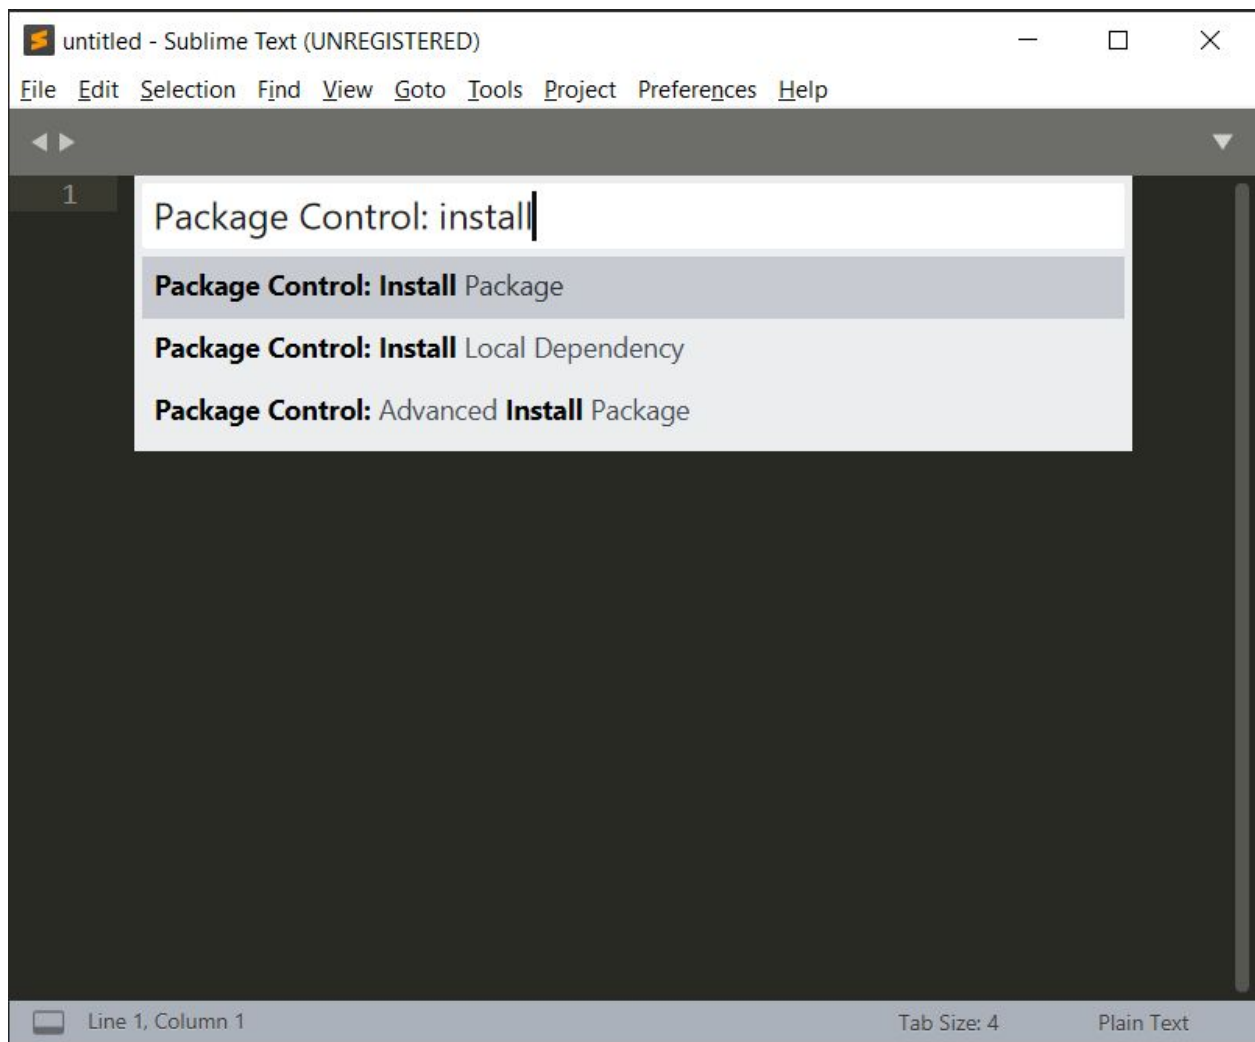 untitled - Sublime Text (UNREGISTERED)
File Edit Selection Find View Goto Tools Project Preferences Help
1
Package Control: install
Package Control: Install Package
Package Control: Install Local Dependency
Package Control: Advanced Install Package
Line 1, Column 1 Tab Size: 4 Plain Text